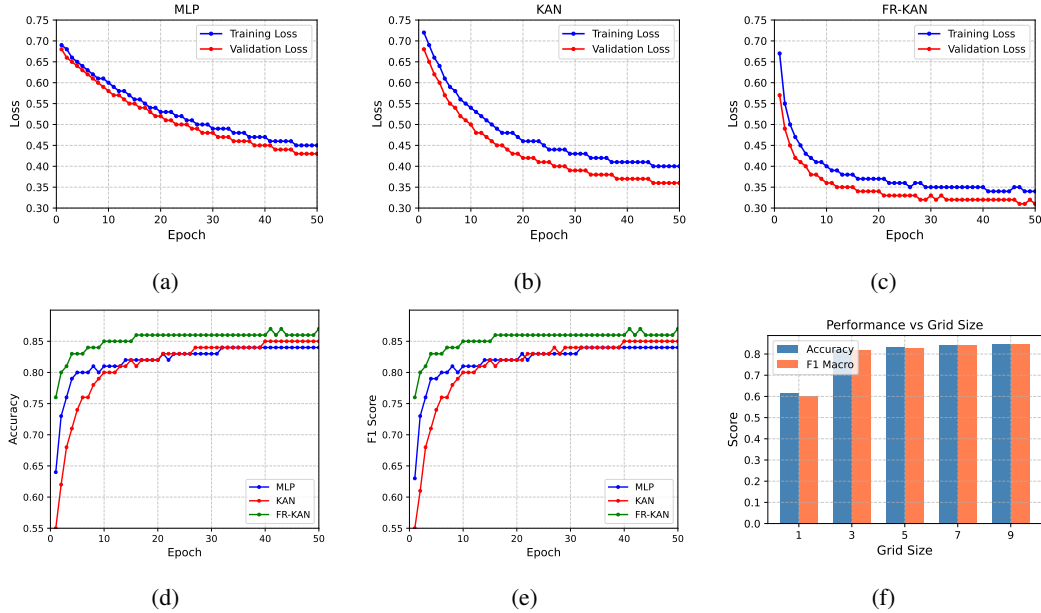 MLP
Loss
0.75
0.70
0.65
0.60
0.55
0.50
0.45
0.40
0.35
0.30
Training Loss
Validation Loss
0 10 20 30 40 50
Epoch
(a)
KAN
Loss
0.75
0.70
0.65
0.60
0.55
0.50
0.45
0.40
0.35
0.30
Training Loss
Validation Loss
0 10 20 30 40 50
Epoch
(b)
FR-KAN
Loss
0.75
0.70
0.65
0.60
0.55
0.50
0.45
0.40
0.35
0.30
Training Loss
Validation Loss
0 10 20 30 40 50
Epoch
(c)
Accuracy
0.85
0.80
0.75
0.70
0.65
0.60
0.55
MLP
KAN
FR-KAN
0 10 20 30 40 50
Epoch
(d)
F1 Score
0.85
0.80
0.75
0.70
0.65
0.60
0.55
MLP
KAN
FR-KAN
0 10 20 30 40 50
Epoch
(e)
Performance vs Grid Size
Score
0.8
0.7
0.6
0.5
0.4
0.3
0.2
0.1
0.0
Accuracy
F1 Macro
1 3 5 7 9
Grid Size
(f)